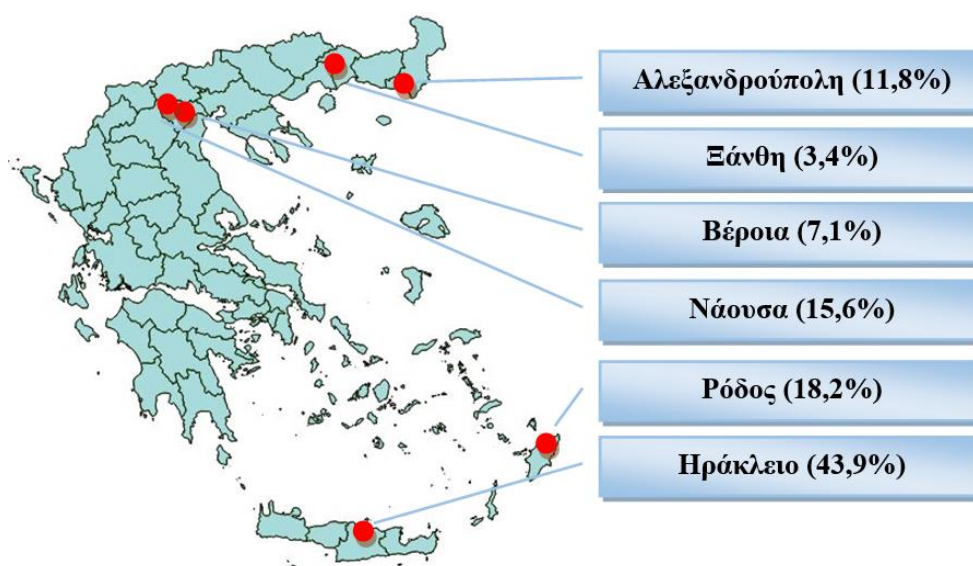 Αλεξανδρούπολη (11,8%)
Ξάνθη (3,4%)
Βέροια (7,1%)
Νάουσα (15,6%)
Ρόδος (18,2%)
Ηράκλειο (43,9%)